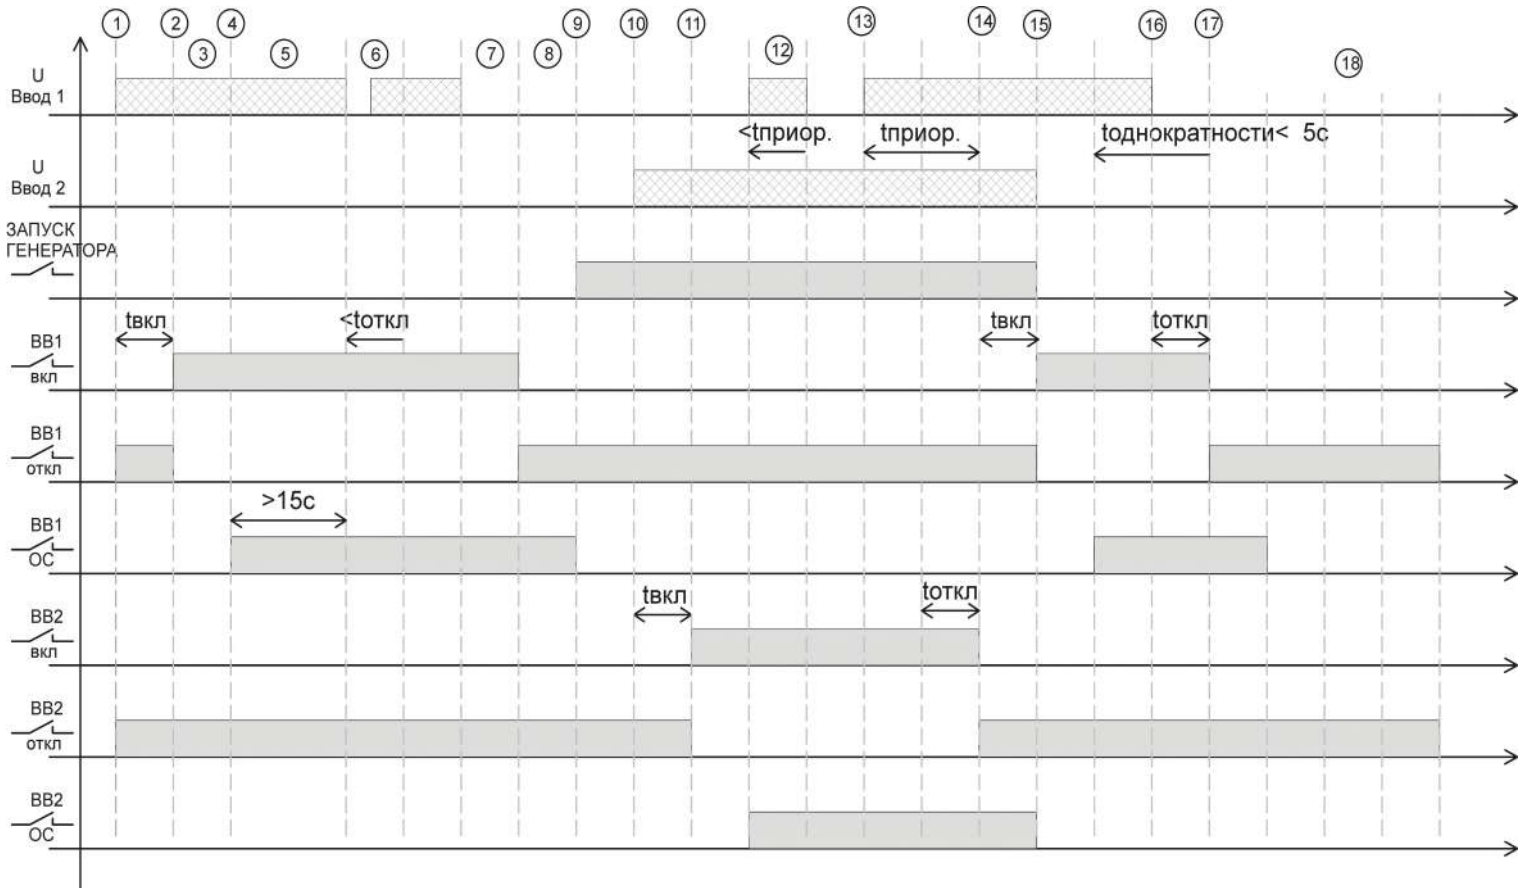 1 2 4 9 10 11 13 14 15 16 17
3 5 6 7 8 12 18
U
Ввод 1
<tприор. tприор. tоднократности< 5с
U
Ввод 2
ЗАПУСК
ГЕНЕРАТОРА
tвкл <tоткл tвкл tоткл
ВВ1
вкл
ВВ1
откл
>15с
ВВ1
ОС
tвкл tоткл
ВВ2
вкл
ВВ2
откл
ВВ2
ОС